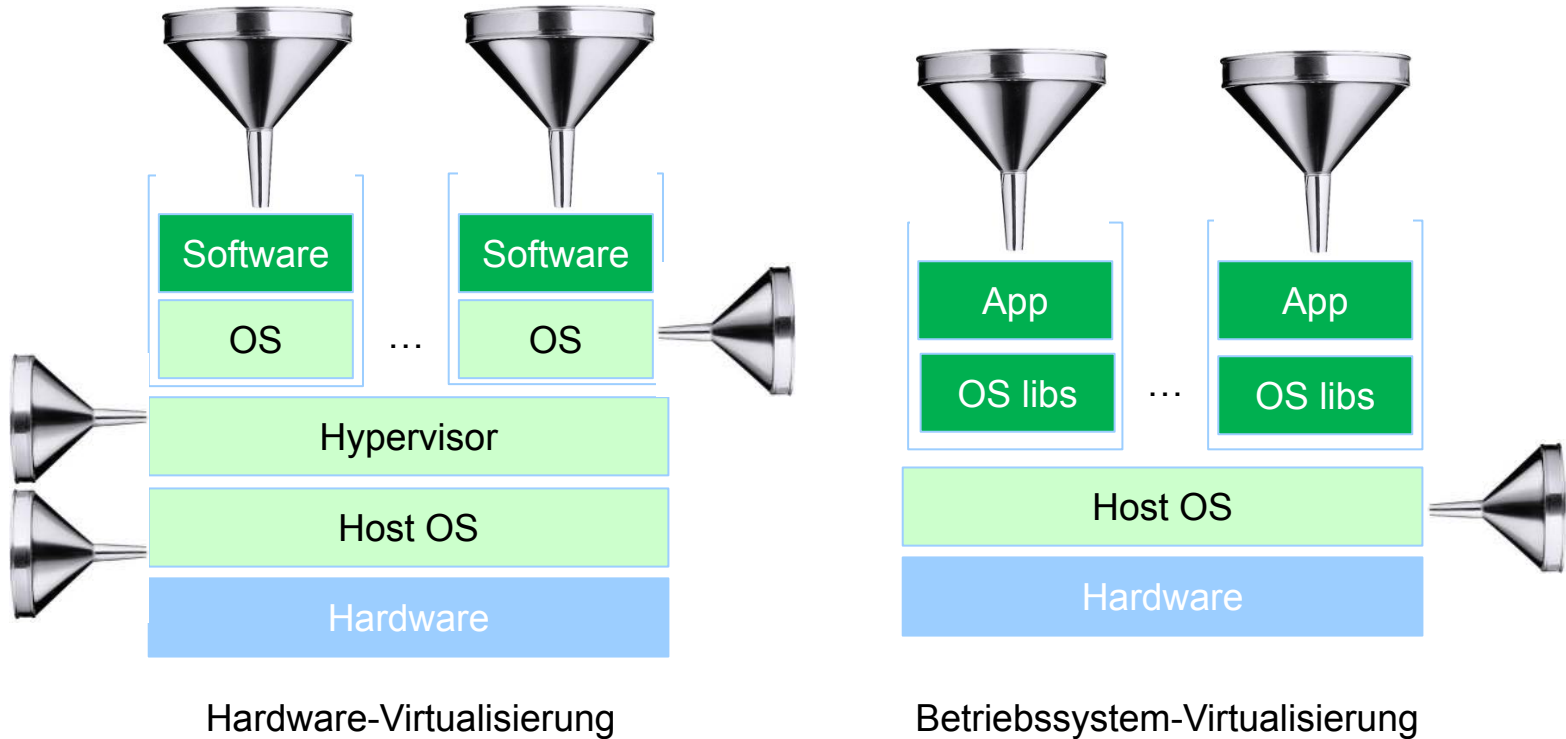 Software
Software
OS
…
OS
Hypervisor
Host OS
Hardware
Hardware-Virtualisierung
App
App
OS libs
…
OS libs
Host OS
Hardware
Betriebssystem-Virtualisierung